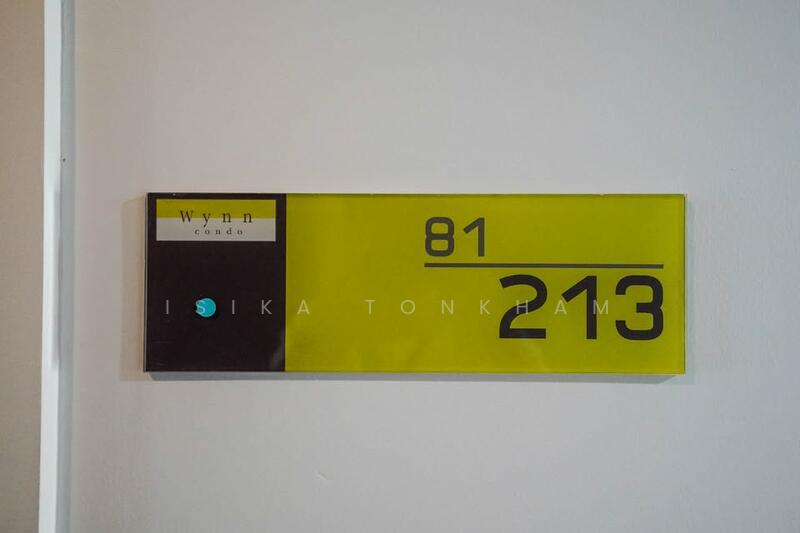 Wynn
condo
81
213
ISIKA TONKHAM